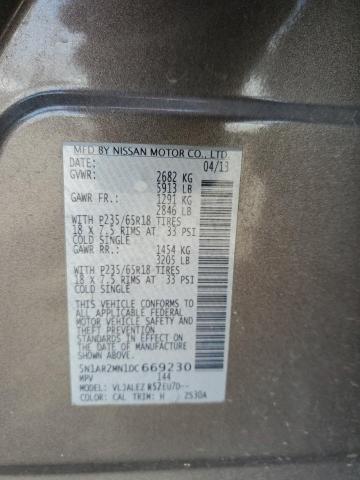 MFD BY NISSAN MOTOR CO., LTD.
DATE: 04/13
GVWR: 2682 KG
5913 LB
GAWR FR.: 1291 KG
2846 LB
WITH P235/65R18 TIRES
18 X 7.5 RIMS AT 33 PSI
COLD SINGLE
GAWR RR.: 1454 KG
3205 LB
WITH P235/65R18 TIRES
18 X 7.5 RIMS AT 33 PSI
COLD SINGLE
THIS VEHICLE CONFORMS TO
ALL APPLICABLE FEDERAL
MOTOR VEHICLE SAFETY AND
THEFT PREVENTION
STANDARDS IN EFFECT ON
THE DATE OF MANUFACTURE
SHOWN ABOVE.
5N1AR2MN1DC669230
MPV 144
MODEL: VLJALEZ R52EU7D--
COLOR: CAL TRIM: H 2530A